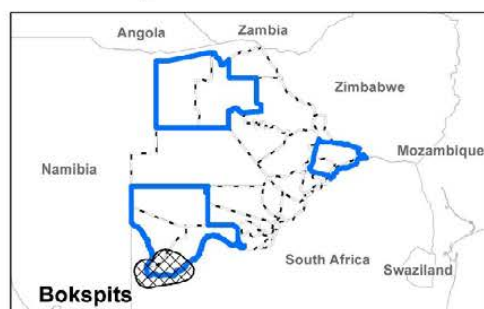 Angola
Zambia
Zimbabwe
Mozambique
Namibia
South Africa
Swaziland
Bokspits